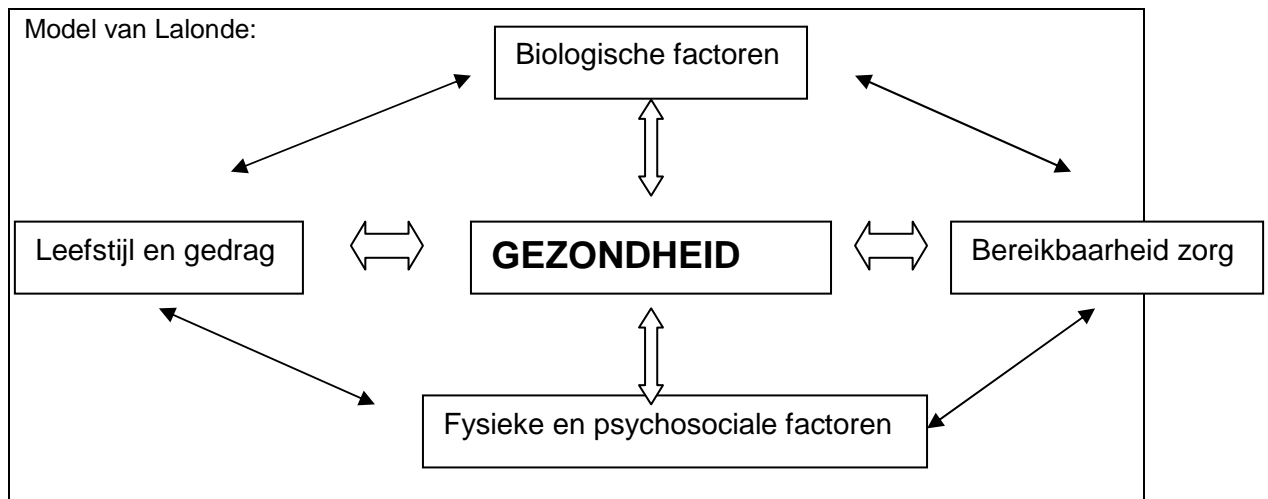 Model van Lalonde:
Biologische factoren
Leefstijl en gedrag
GEZONDHEID
Bereikbaarheid zorg
Fysieke en psychosociale factoren